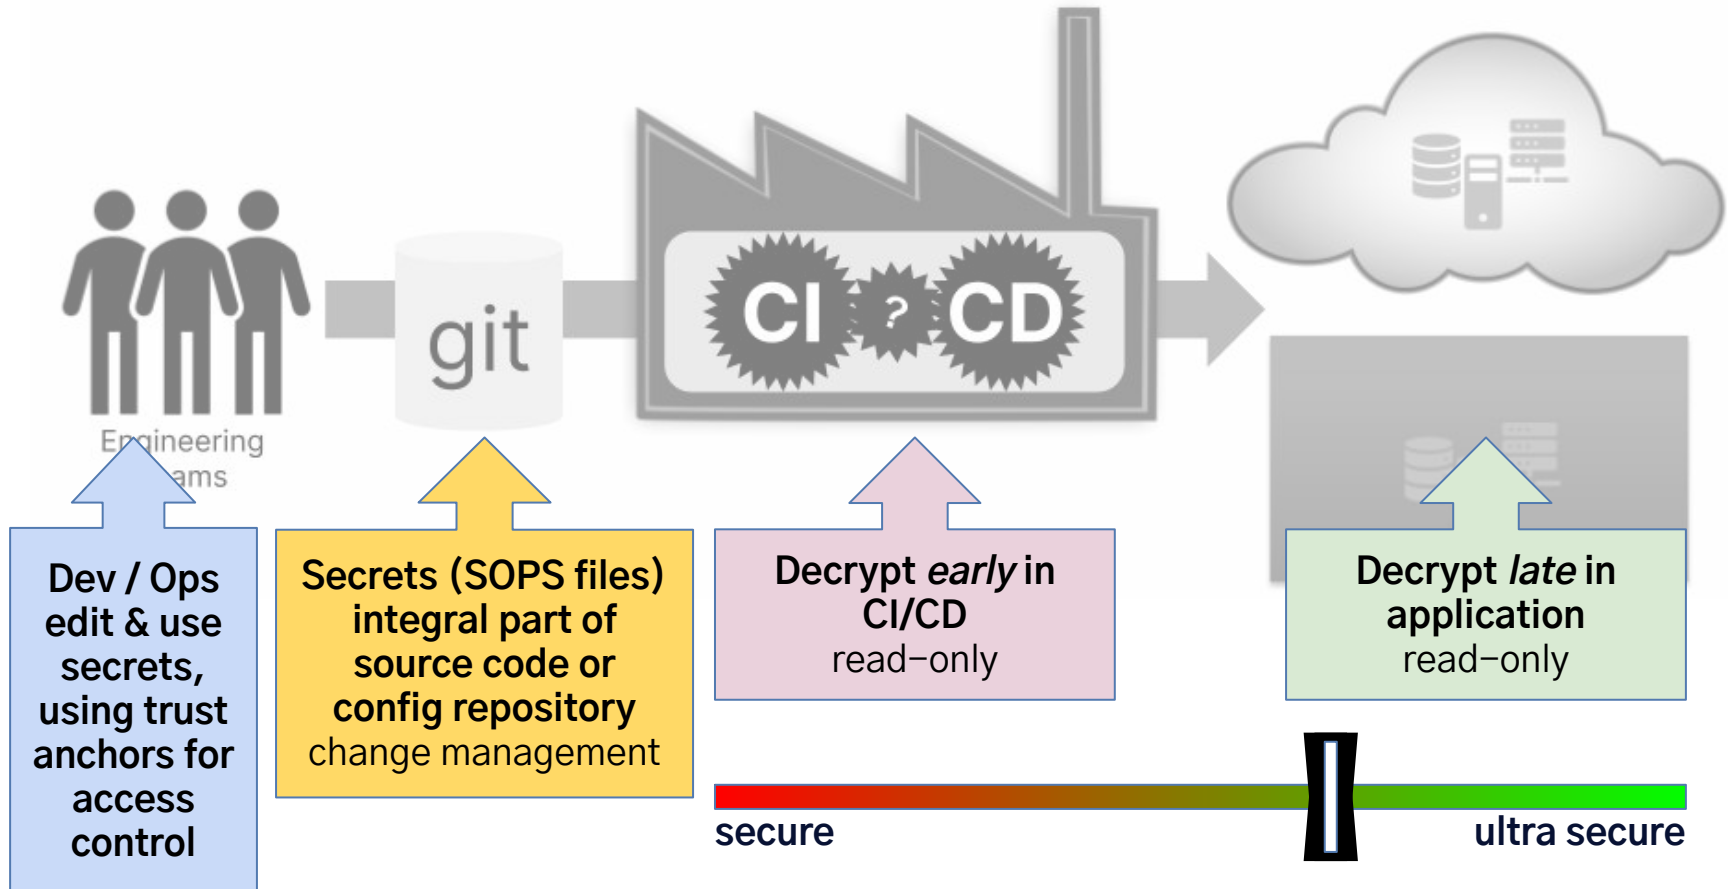 git
CI
?
CD
Engineering
ams
Dev / Ops
edit & use
secrets,
using trust
anchors for
access
control
Secrets (SOPS files)
integral part of
source code or
config repository
change management
Decrypt early in
CI/CD
read-only
Decrypt late in
application
read-only
secure
ultra secure